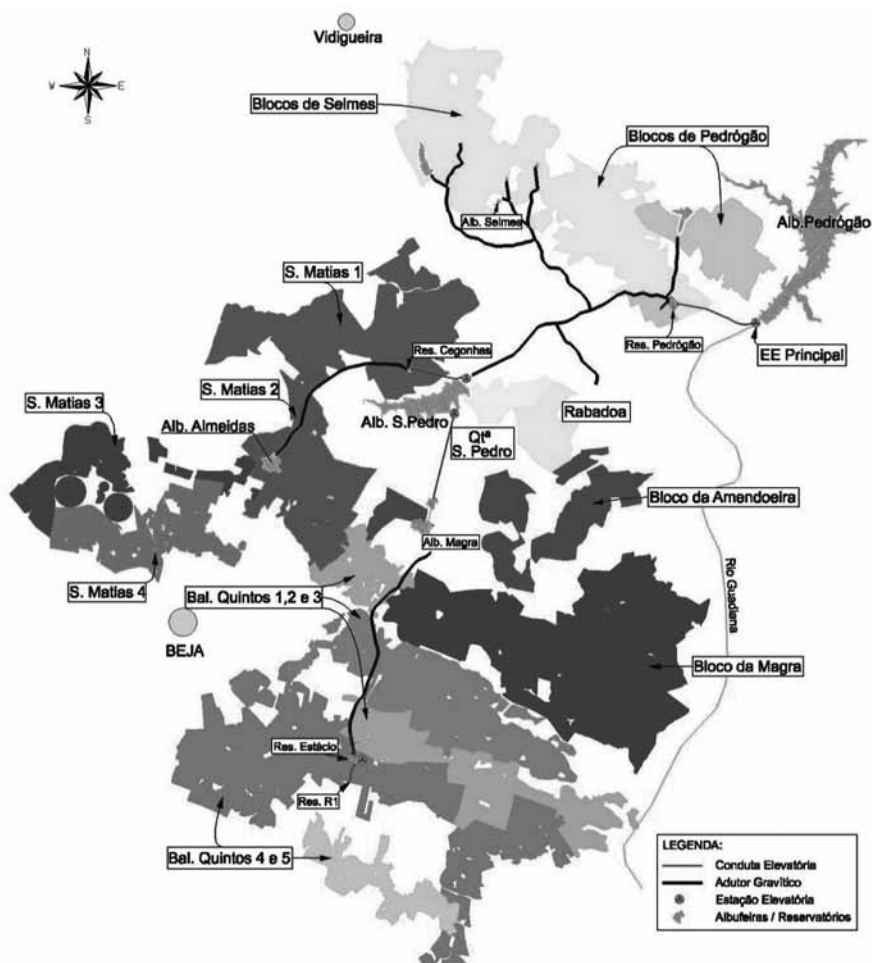 Vidigueira
N
W E
S
Blocos de Selmes
Blocos de Pedrógão
Alb. Selmes
Alb.Pedrógão
S. Matias 1
Res. Cegonhas
Res. Pedrógão
EE Principal
S. Matias 2
S. Matias 3
Alb. Almeidas
Alb. S.Pedro
Rabadoa
Qtª
S. Pedro
Bloco da Amendoeira
Alb. Magra
S. Matias 4
Bal. Quintos 1,2 e 3
Rio Guadiana
BEJA
Bloco da Magra
Res. Estácio
Res. R1
Bal. Quintos 4 e 5
LEGENDA:
Conduta Elevatória
Adutor Gravítico
Estação Elevatória
Albufeiras / Reservatórios